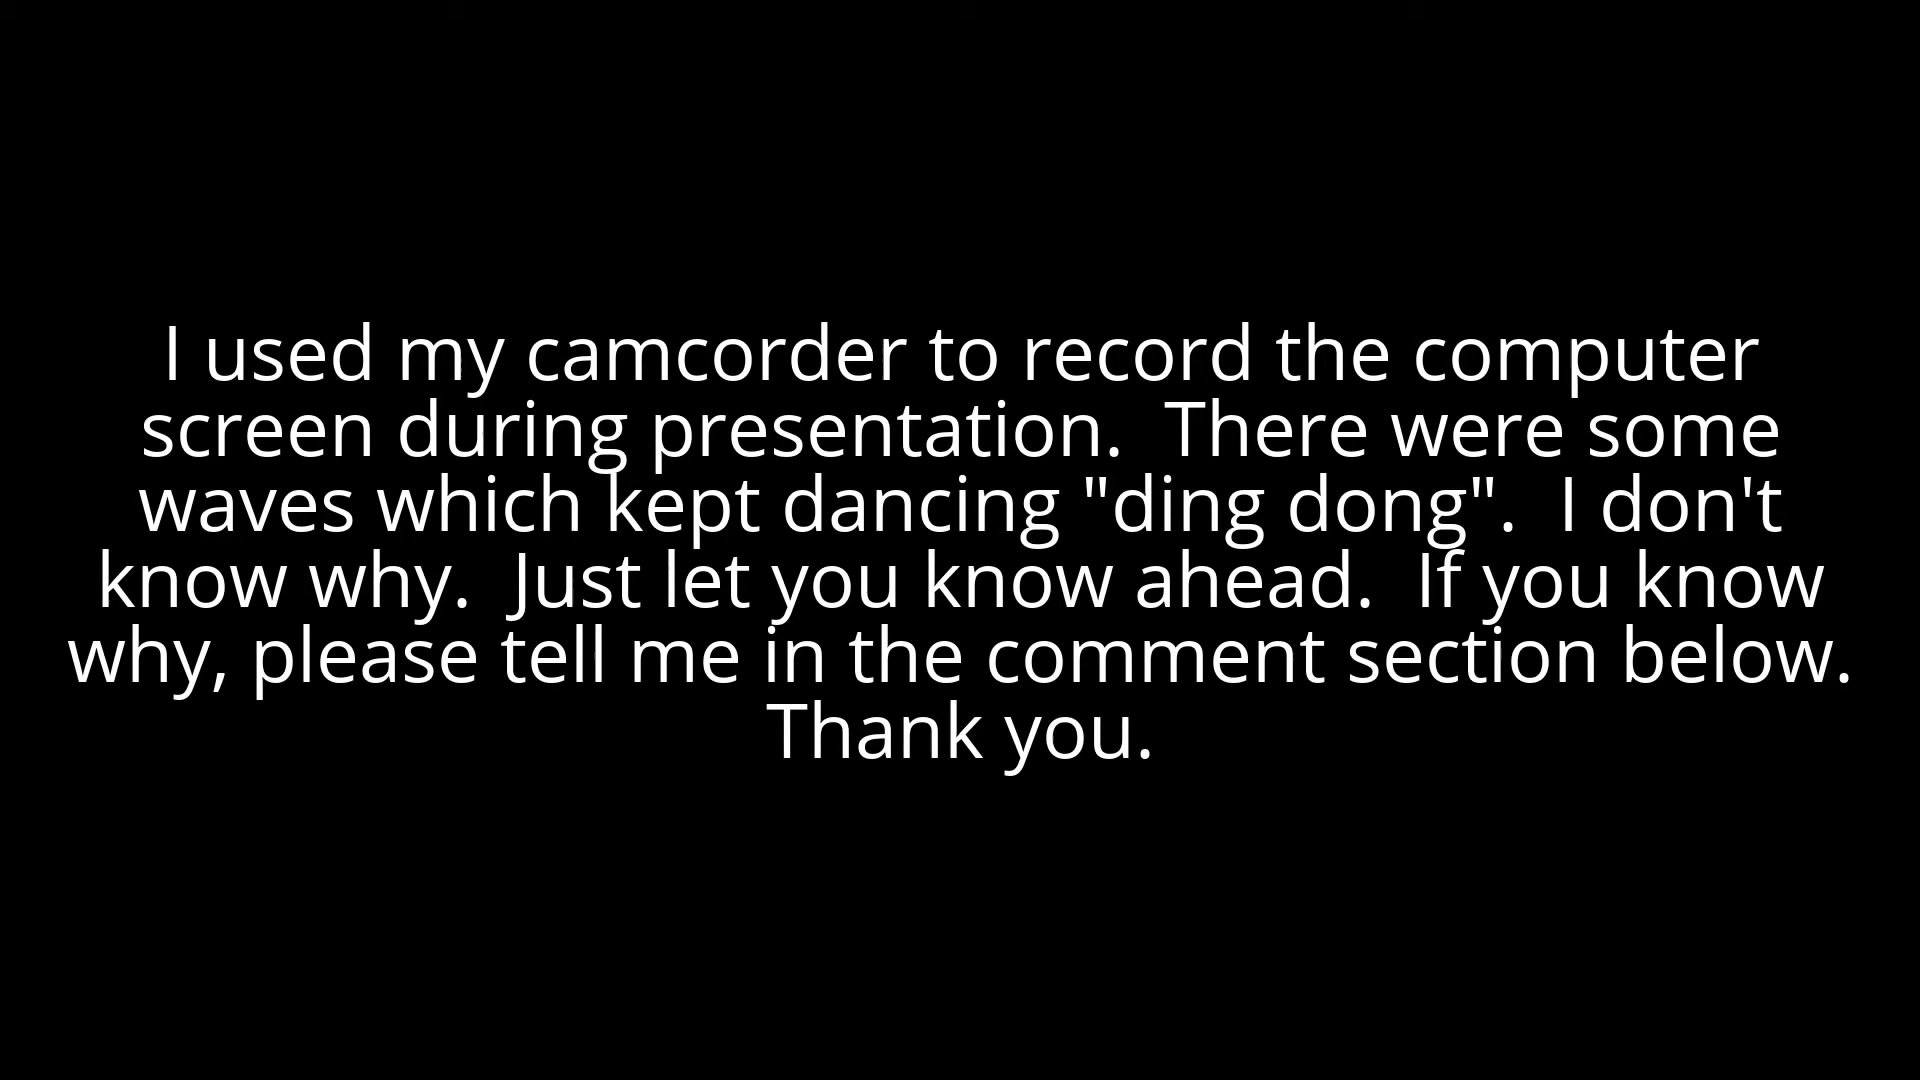 I used my camcorder to record the computer
screen during presentation.  There were some
waves which kept dancing "ding dong".  I don't
know why.  Just let you know ahead.  If you know
why, please tell me in the comment section below.
Thank you.